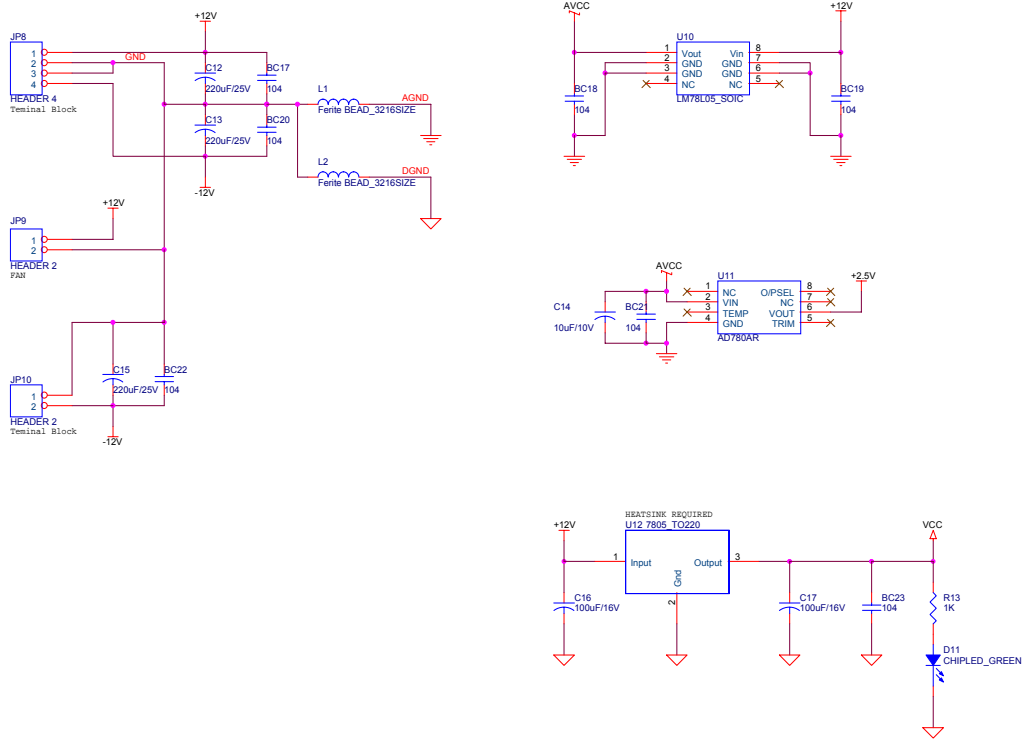 +12V
JP8
1
2
3
4
GND
HEADER 4
Teminal Block
C12
220uF/25V
BC17
104
C13
220uF/25V
BC20
104
-12V
L1
Ferite BEAD_3216SIZE
AGND
L2
Ferite BEAD_3216SIZE
DGND
+12V
JP9
1
2
HEADER 2
FAN
C15
220uF/25V
BC22
104
JP10
1
2
HEADER 2
Teminal Block
-12V
AVCC
+12V
U10
1 Vout Vin 8
2 GND GND 7
3 GND GND 6
4 NC NC 5
LM78L05_SOIC
BC18
104
BC19
104
AVCC
+2.5V
U11
1 NC O/PSEL 8
2 VIN NC 7
3 TEMP VOUT 6
4 GND TRIM 5
AD780AR
C14
10uF/10V
BC21
104
HEATSINK REQUIRED
U12 7805_TO220
+12V
VCC
1 Input Output 3
Gnd
2
C16
100uF/16V
C17
100uF/16V
BC23
104
R13
1K
D11
CHIPLED_GREEN